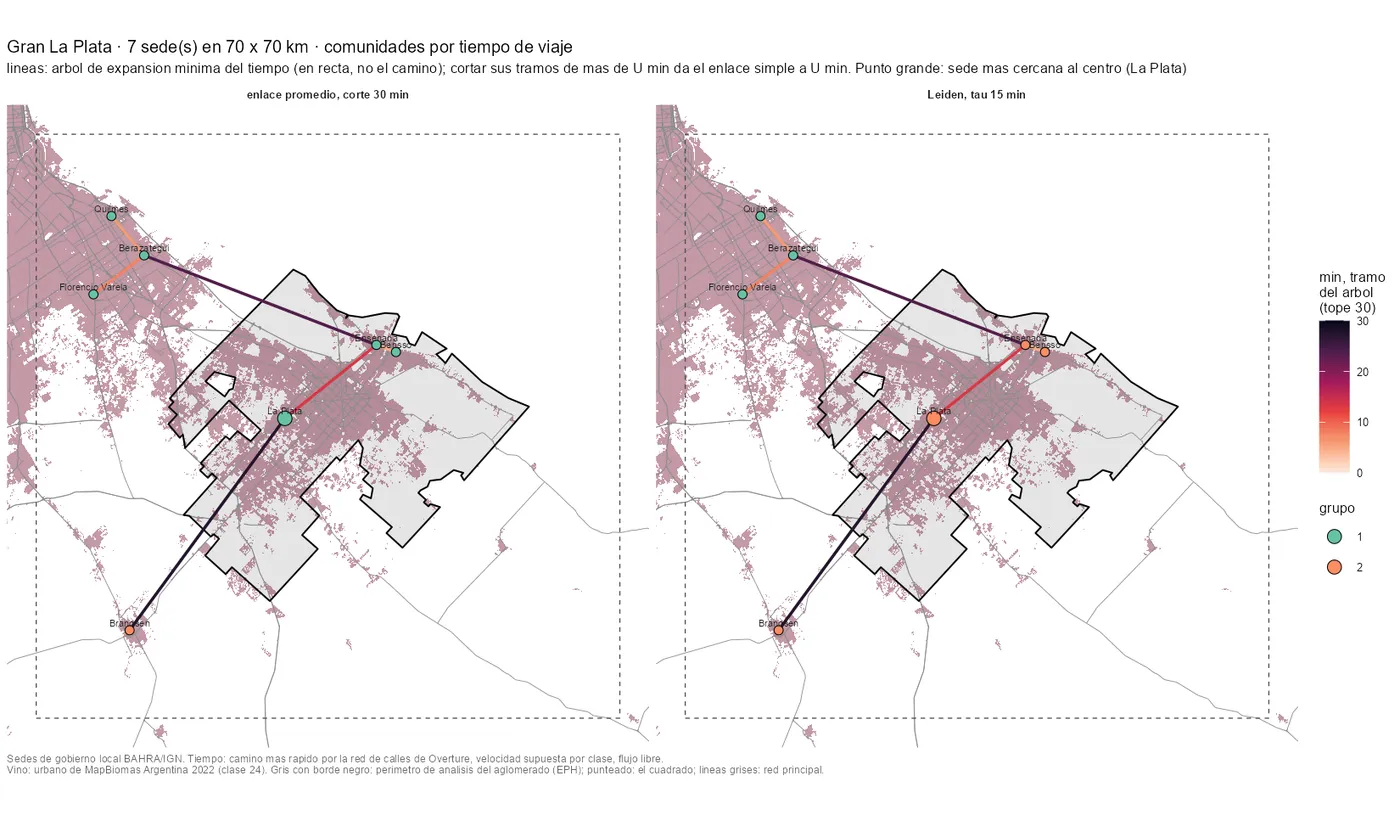 Gran La Plata · 7 sede(s) en 70 x 70 km · comunidades por tiempo de viaje
lineas: arbol de expansion minima del tiempo (en recta, no el camino); cortar sus tramos de mas de U min da el enlace simple a U min. Punto grande: sede mas cercana al centro (La Plata)
enlace promedio, corte 30 min
Quilmes
Berazategui
Florencio Varela
Ensenada
Berisso
La Plata
Brandsen
Leiden, tau 15 min
Quilmes
Berazategui
Florencio Varela
Ensenada
Berisso
La Plata
Brandsen
min, tramo
del arbol
(tope 30)
30
20
10
0
grupo
1
2
Sedes de gobierno local BAHRA/IGN. Tiempo: camino mas rapido por la red de calles de Overture, velocidad supuesta por clase, flujo libre.
Vino: urbano de MapBiomas Argentina 2022 (clase 24). Gris con borde negro: perimetro de analisis del aglomerado (EPH); punteado: el cuadrado; lineas grises: red principal.